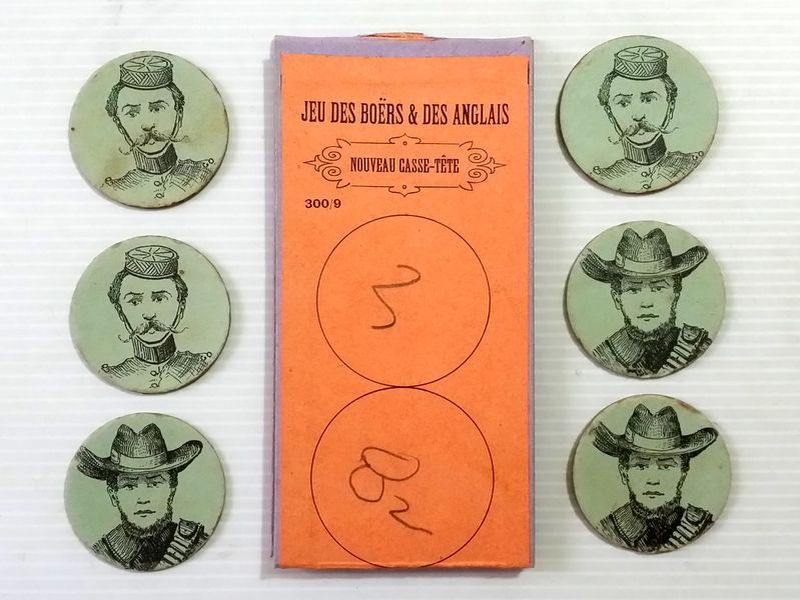 JEU DES BOËRS & DES ANGLAIS
NOUVEAU CASSE-TÊTE
300/9